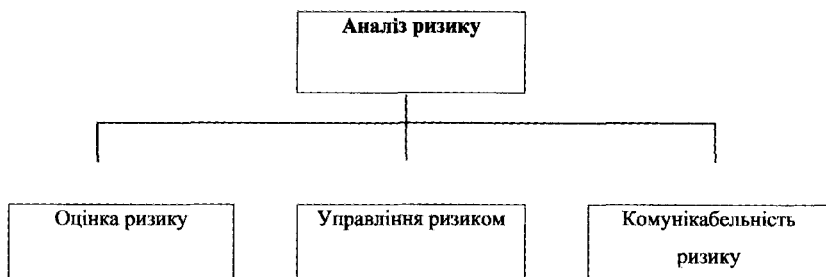 Аналіз ризику
Оцінка ризику
Управління ризиком
Комунікабельність
ризику